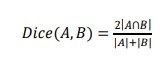 Dice(A,B) = 2|A∩B| / |A|+|B|